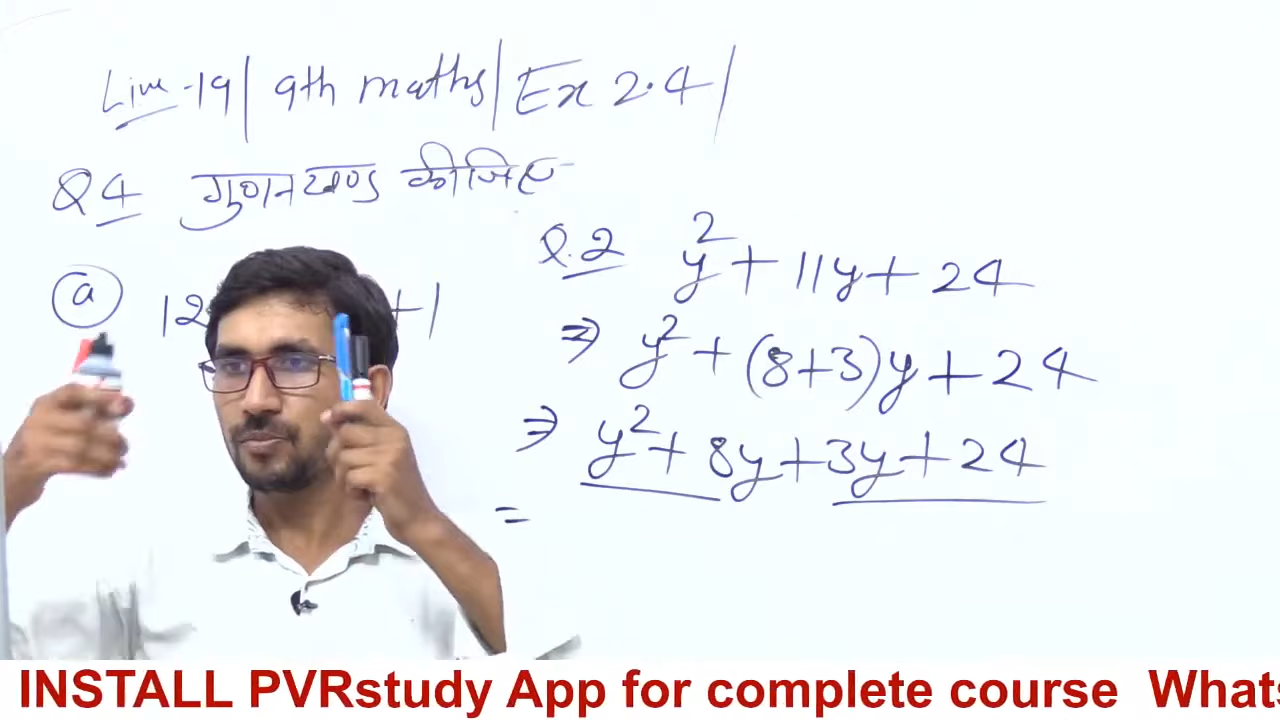 Live-19| 9th maths| Ex 2.4|
Q4 गुणनखण्ड कीजिए
(a) 12 +1
Q.2 y² + 11y + 24
⇒ y² + (8+3)y + 24
⇒ y² + 8y + 3y + 24
=
INSTALL PVRstudy App for complete course Whats